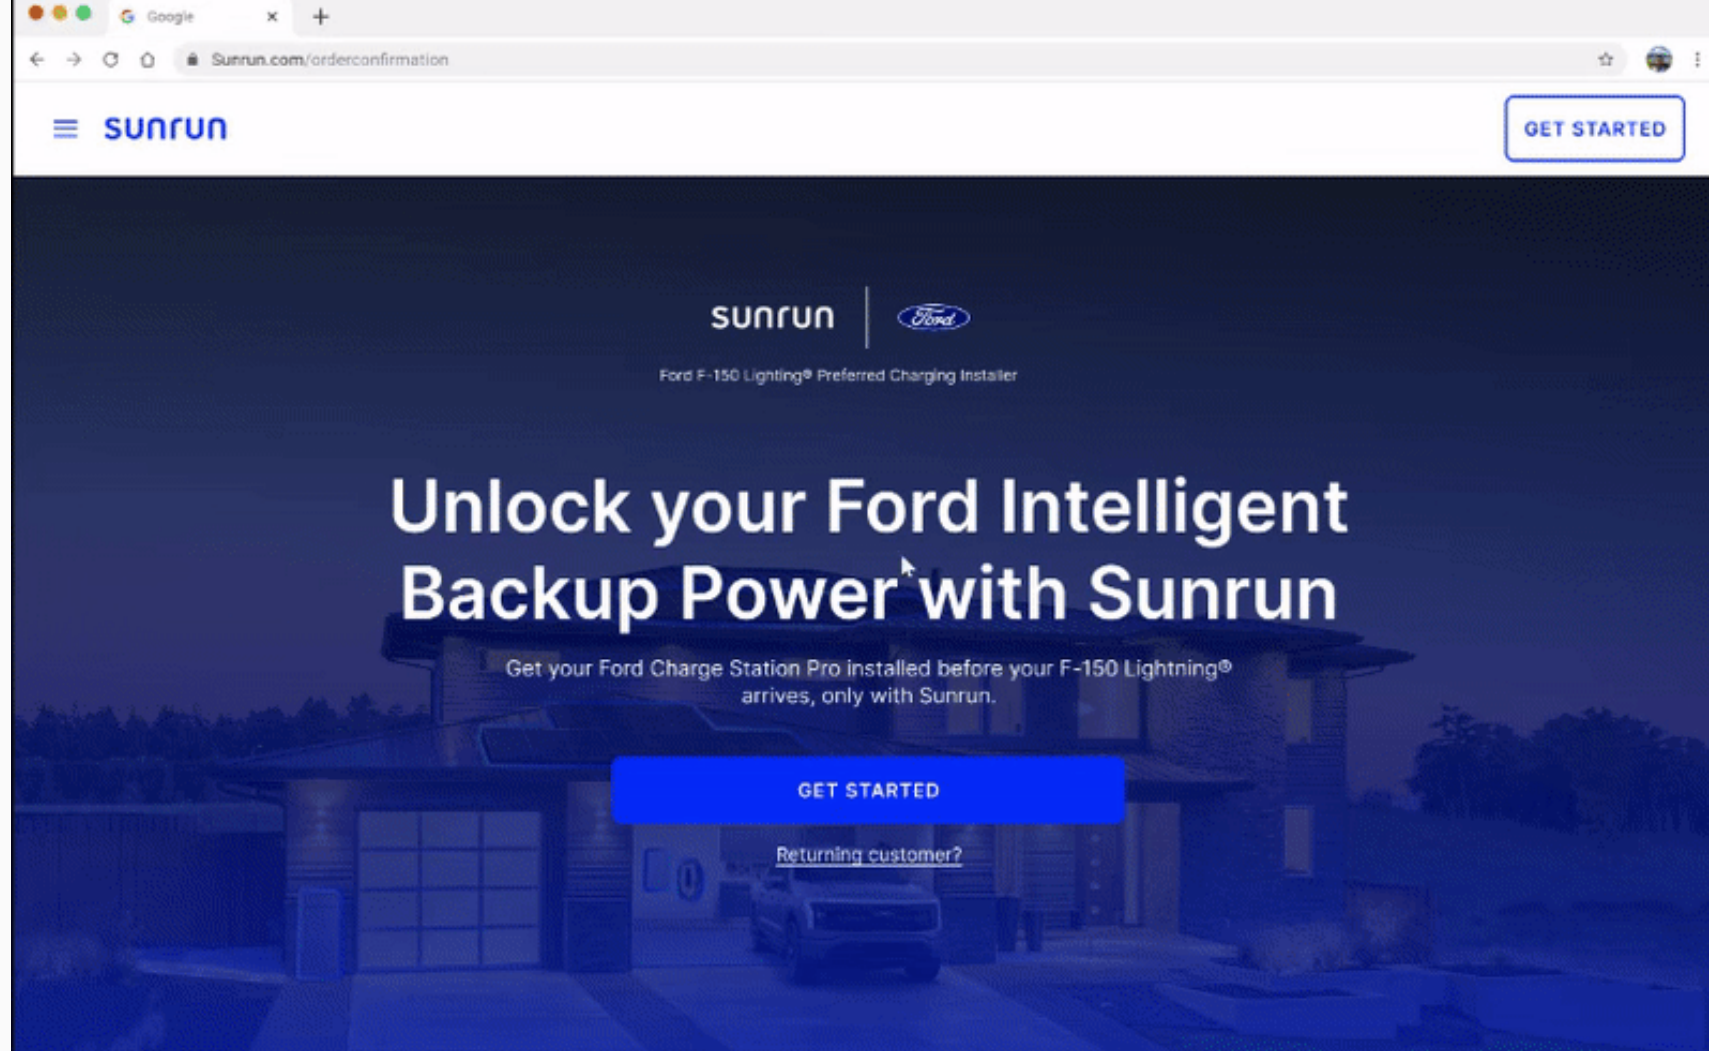 Google
Sunrun.com/orderconfirmation
sunrun
GET STARTED
sunrun
Ford
Ford F-150 Lighting® Preferred Charging Installer
Unlock your Ford Intelligent
Backup Power with Sunrun
Get your Ford Charge Station Pro installed before your F-150 Lightning®
arrives, only with Sunrun.
GET STARTED
Returning customer?